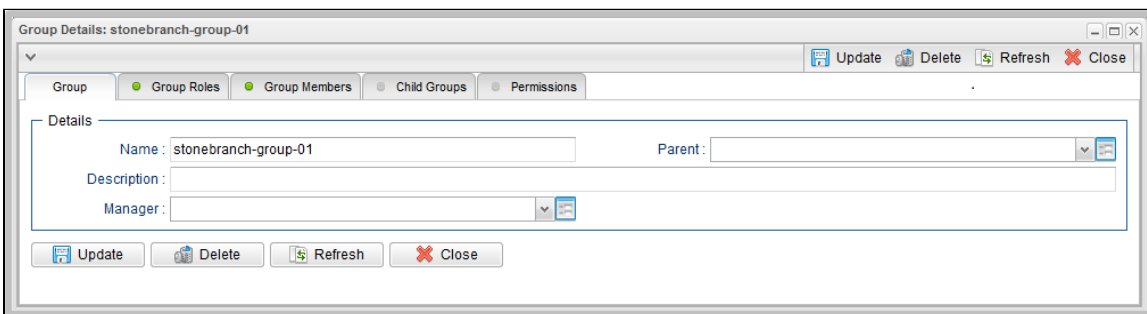 Group Details: stonebranch-group-01
Update Delete Refresh Close
Group Group Roles Group Members Child Groups Permissions
Details
Name : stonebranch-group-01 Parent :
Description :
Manager :
Update Delete Refresh Close